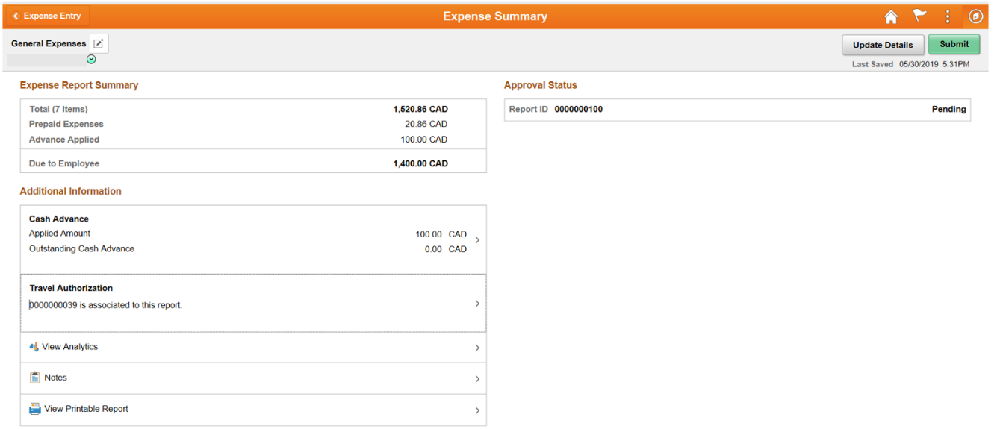 Expense Entry
Expense Summary
General Expenses
Update Details
Submit
Last Saved 05/30/2019 5:31PM
Expense Report Summary
Total (7 Items) 1,520.86 CAD
Prepaid Expenses 20.86 CAD
Advance Applied 100.00 CAD
Due to Employee 1,400.00 CAD
Additional Information
Cash Advance
Applied Amount 100.00 CAD
Outstanding Cash Advance 0.00 CAD
Travel Authorization
0000000039 is associated to this report.
View Analytics
Notes
View Printable Report
Approval Status
Report ID 0000000100 Pending